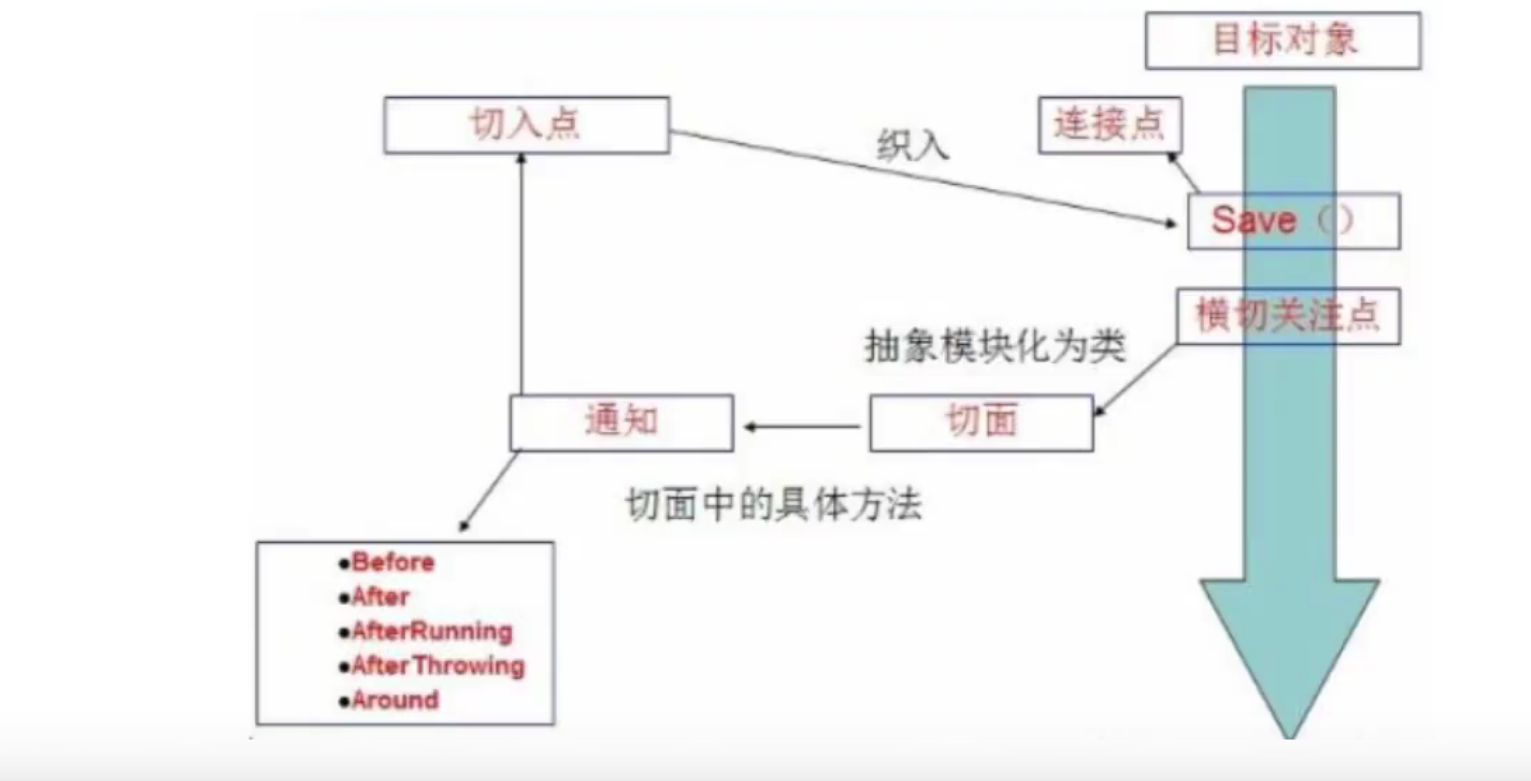 目标对象
切入点
织入
连接点
Save（）
横切关注点
抽象模块化为类
通知
切面
切面中的具体方法
●Before
●After
●AfterRunning
●AfterThrowing
●Around